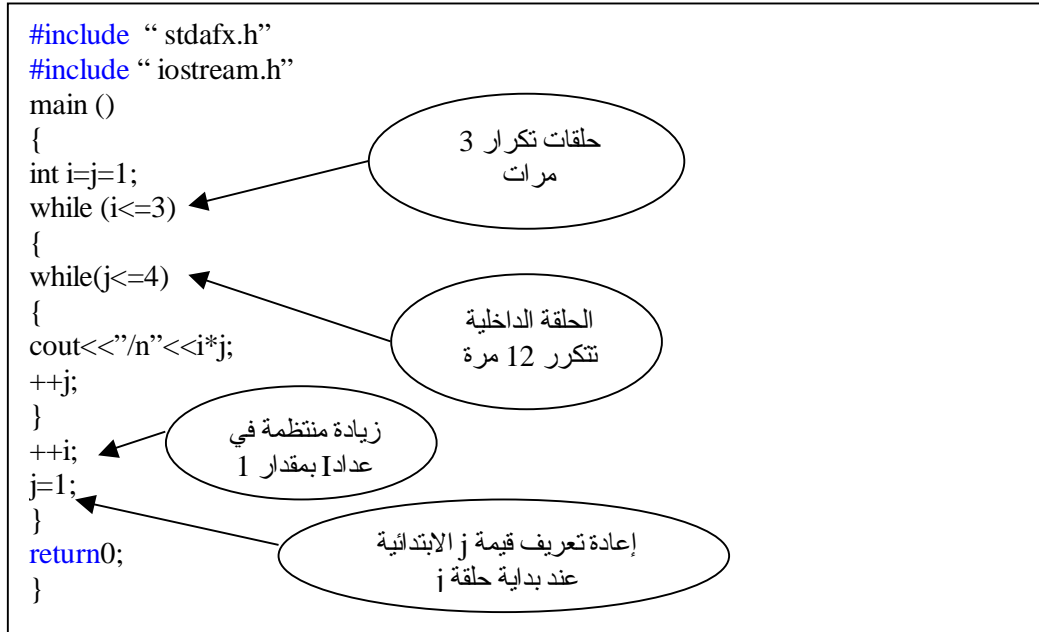 #include “ stdafx.h”
#include “ iostream.h”
main ()
{
حلقات تكرار 3
مرات
int i=j=1;
while (i<=3)
{
while(j<=4)
{
الحلقة الداخلية
تتكرر 12 مرة
cout<<”/n”<<i*j;
++j;
}
زيادة منتظمة في
عدادI بمقدار 1
++i;
j=1;
}
إعادة تعريف قيمة j الابتدائية
عند بداية حلقة j
return0;
}